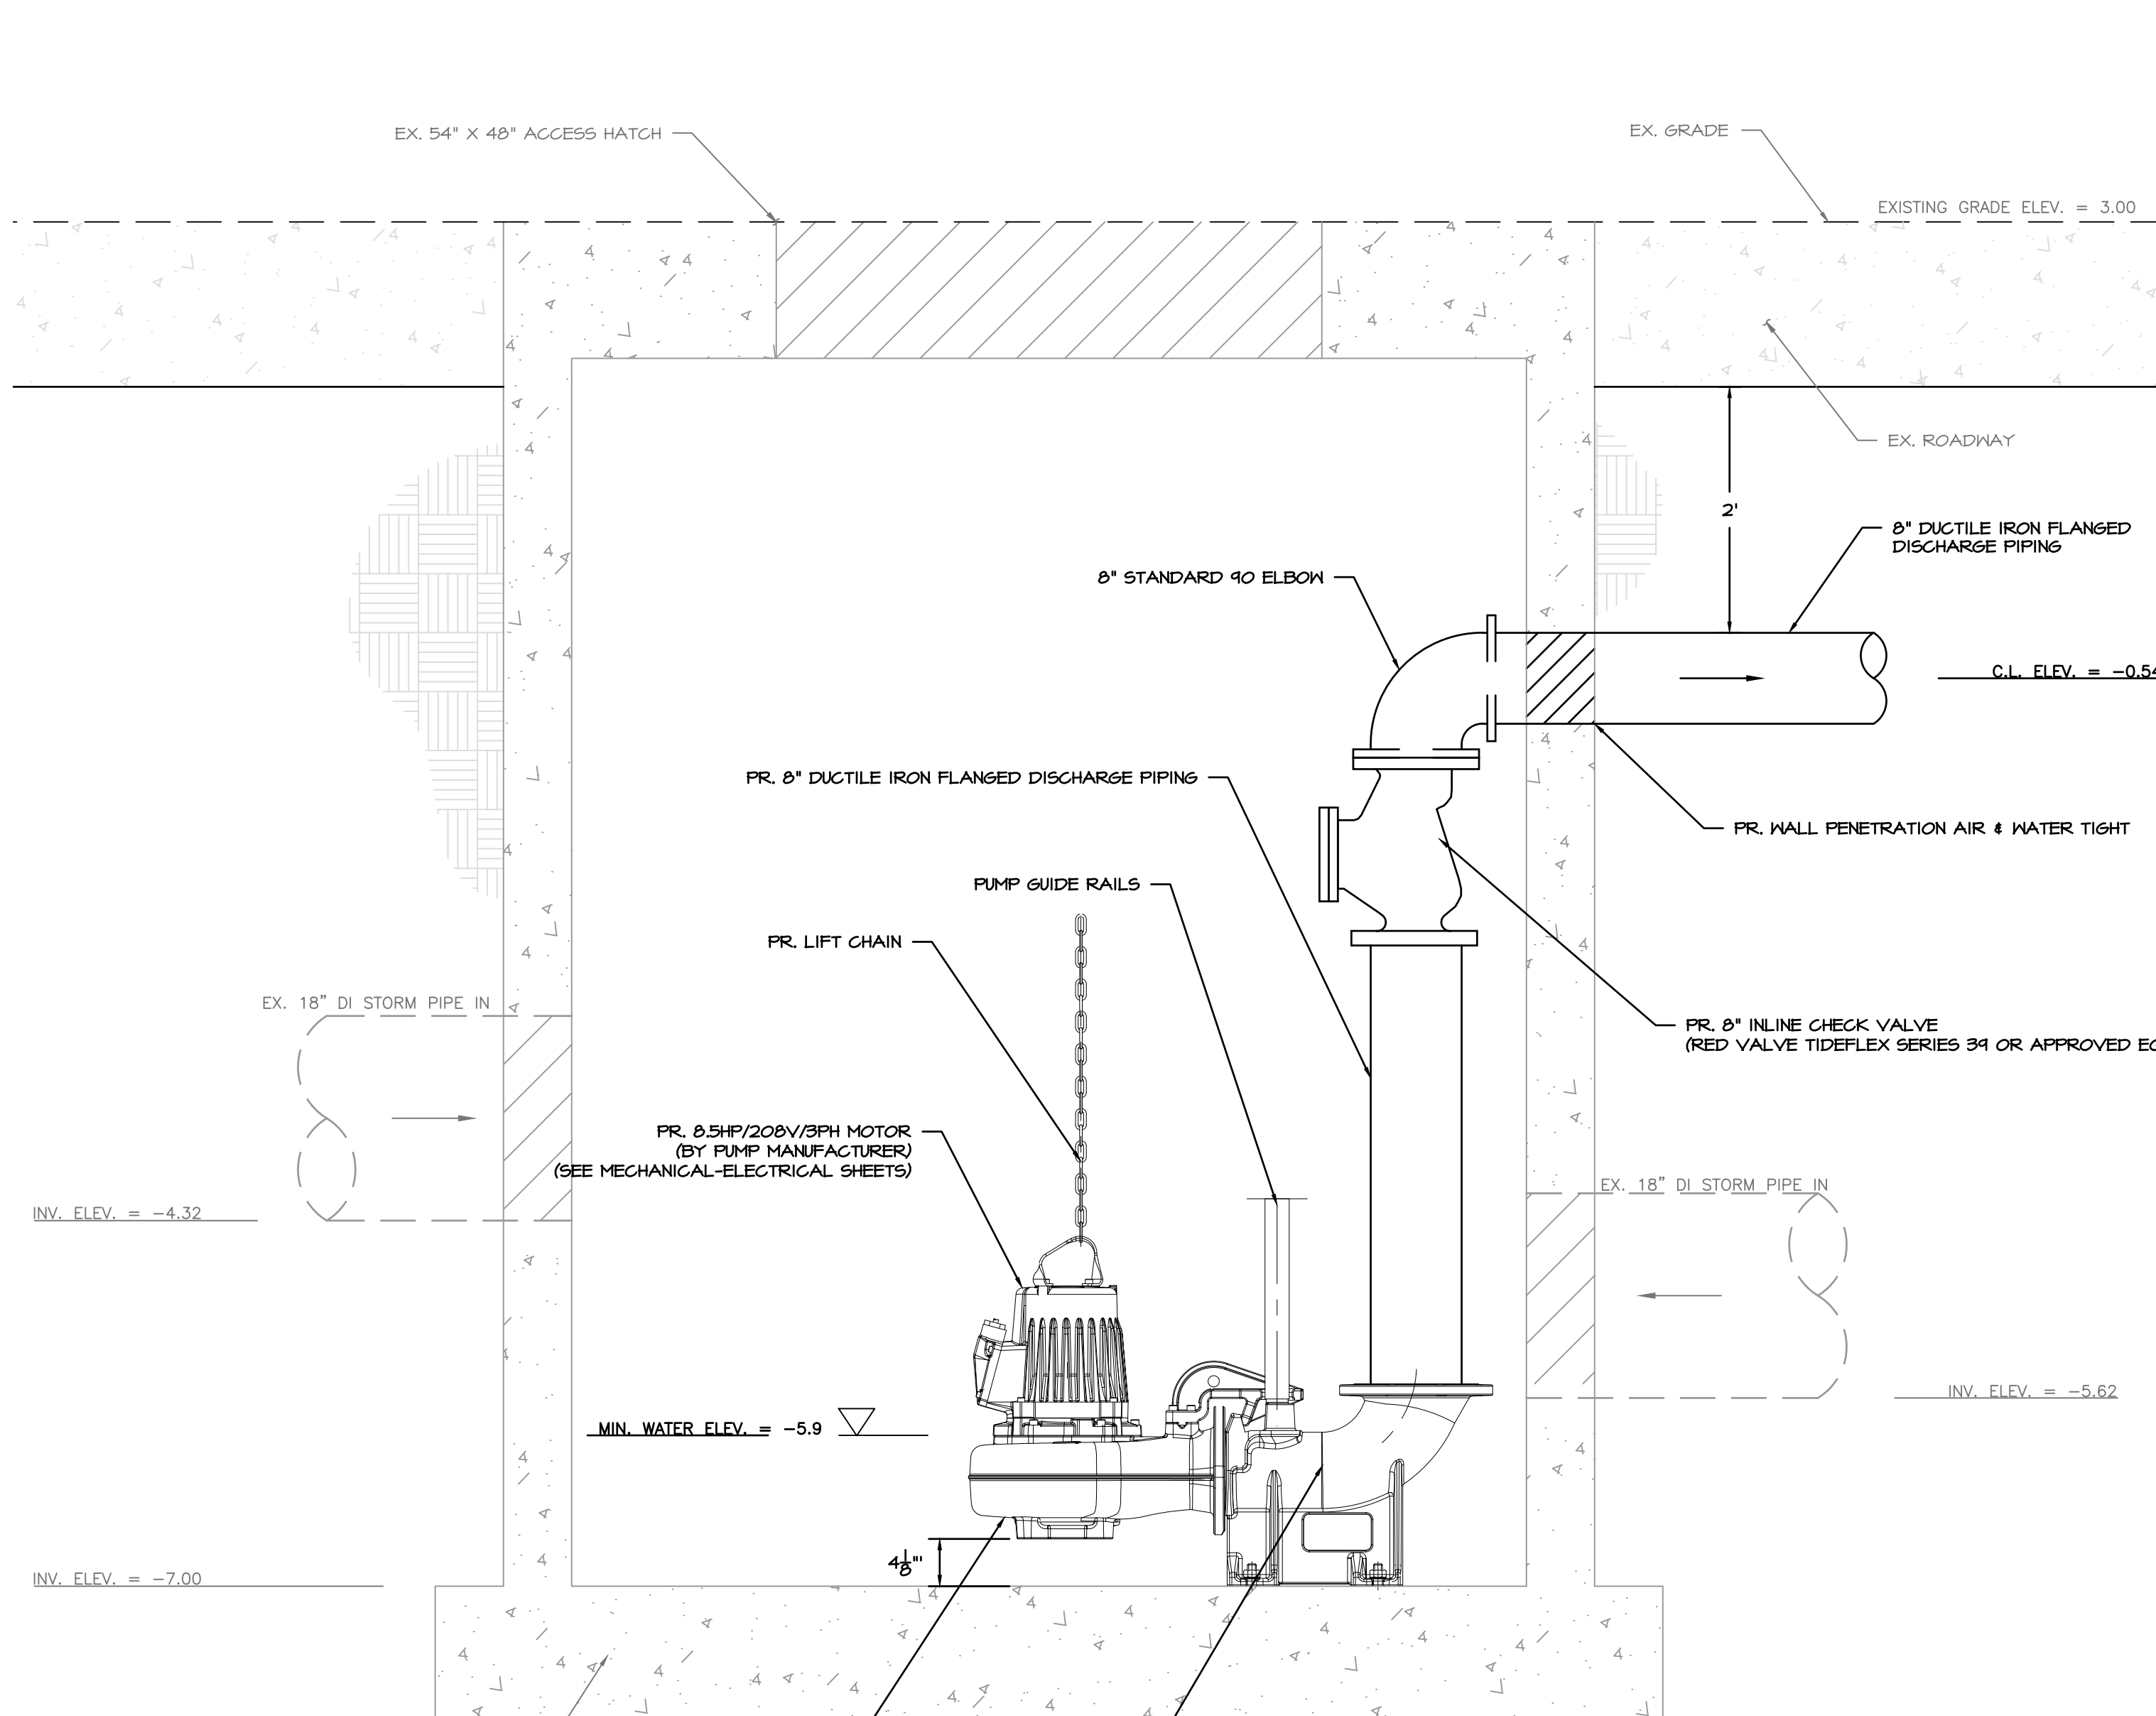 EX. 54" X 48" ACCESS HATCH
EX. GRADE
EXISTING GRADE ELEV. = 3.00
EX. ROADWAY
2'
8" DUCTILE IRON FLANGED
DISCHARGE PIPING
8" STANDARD 90 ELBOW
C.L. ELEV. = -0.54
PR. 8" DUCTILE IRON FLANGED DISCHARGE PIPING
PR. WALL PENETRATION AIR & WATER TIGHT
PUMP GUIDE RAILS
PR. LIFT CHAIN
EX. 18” DI STORM PIPE IN
PR. 8" INLINE CHECK VALVE
(RED VALVE TIDEFLEX SERIES 39 OR APPROVED
PR. 8.5HP/208V/3PH MOTOR
(BY PUMP MANUFACTURER)
(SEE MECHANICAL-ELECTRICAL SHEETS)
EX. 18” DI STORM PIPE IN
INV. ELEV. = -4.32
INV. ELEV. = -5.62
MIN. WATER ELEV. = -5.9
4 1/8"'
INV. ELEV. = -7.00